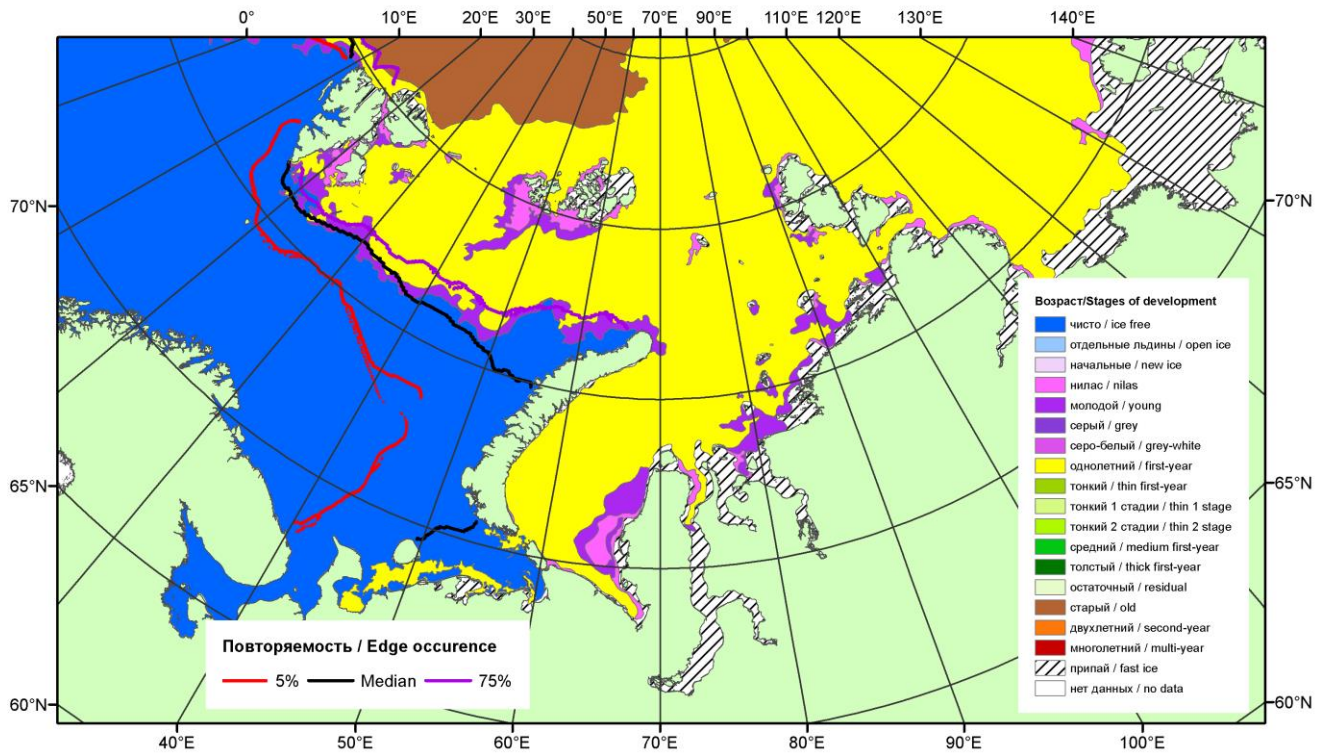 0° 10°E 20°E 30°E 50°E 70°E 90°E 110°E 120°E 130°E 140°E
70°N
70°N
65°N
65°N
60°N
60°N
Возраст/Stages of development
чисто / ice free
отдельные льдины / open ice
начальные / new ice
нилас / nilas
молодой / young
серый / grey
серо-белый / grey-white
однолетний / first-year
тонкий / thin first-year
тонкий 1 стадии / thin 1 stage
тонкий 2 стадии / thin 2 stage
средний / medium first-year
толстый / thick first-year
остаточный / residual
старый / old
двухлетний / second-year
многолетний / multi-year
припай / fast ice
нет данных / no data
Повторяемость / Edge occurence
5% Median 75%
40°E 50°E 60°E 70°E 80°E 90°E 100°E